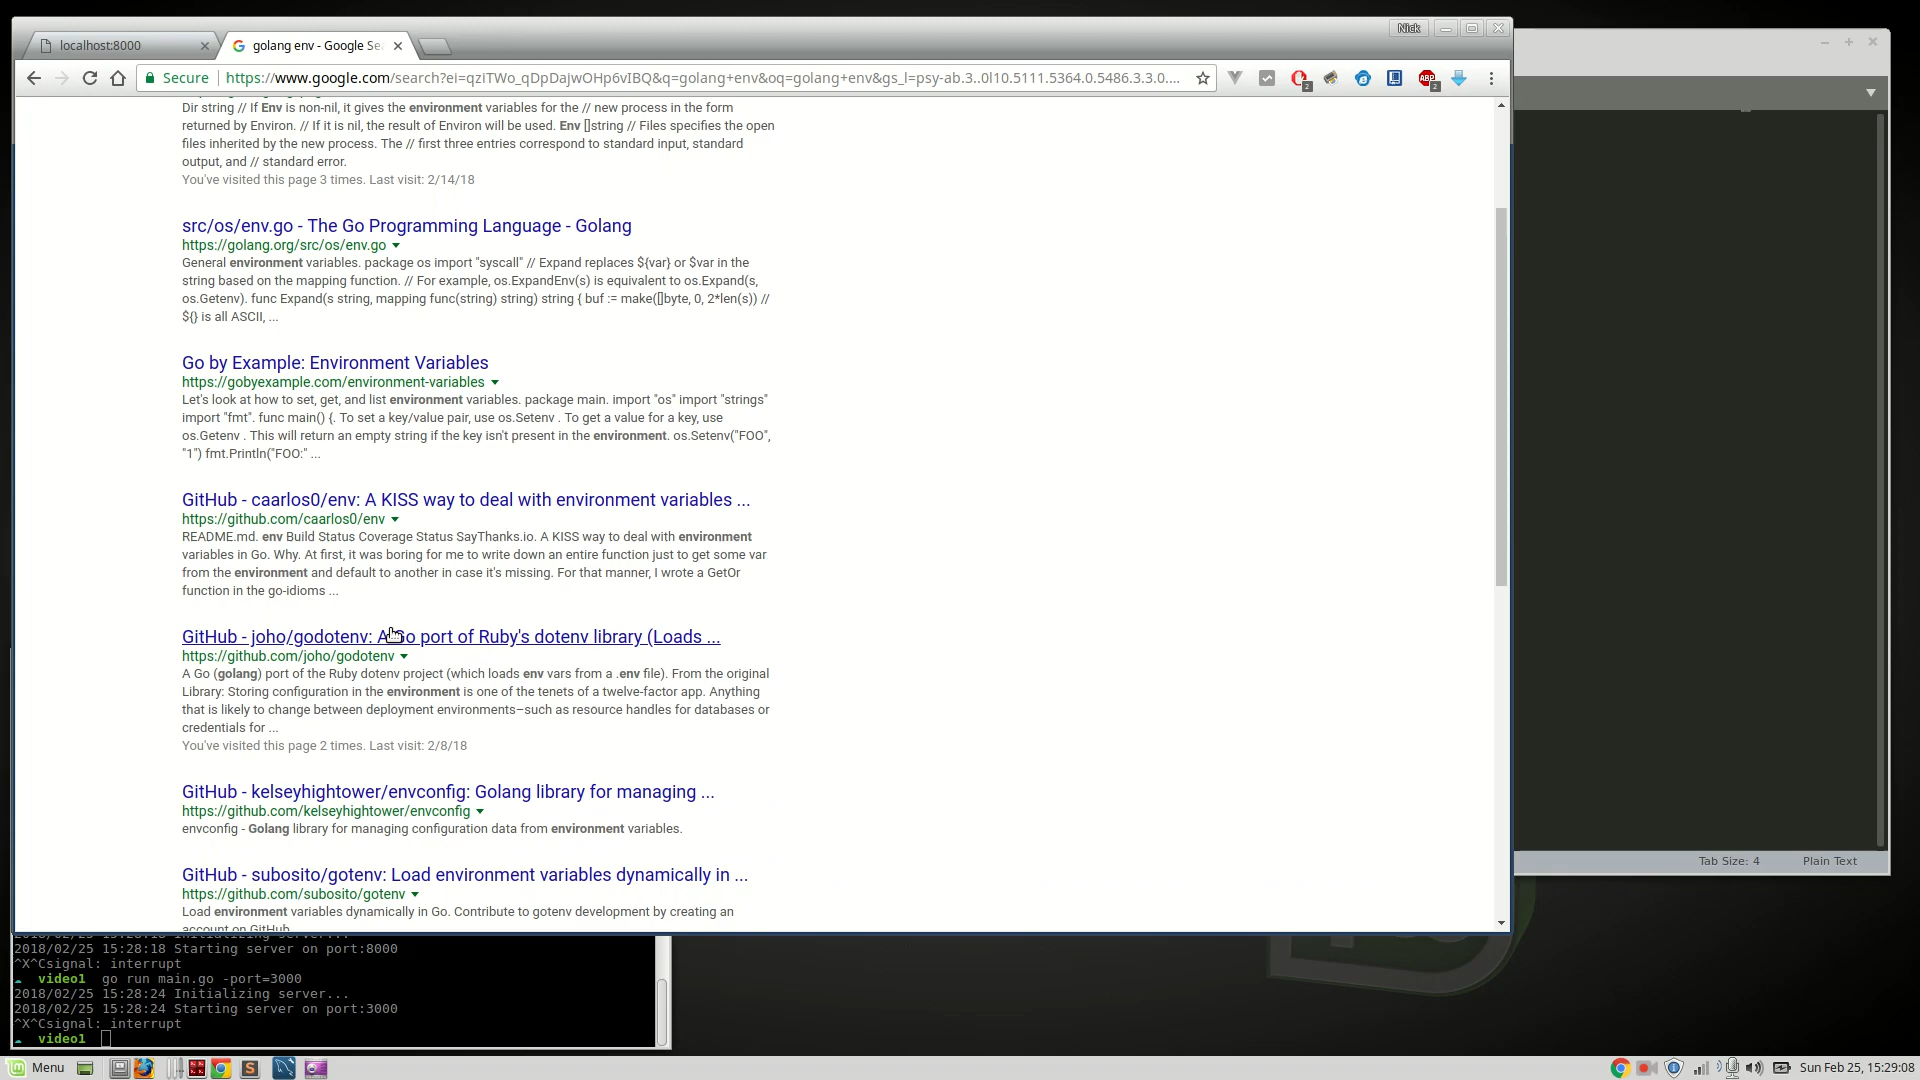 Nick
localhost:8000
golang env - Google Se
Secure
https://www.google.com/search?ei=qziTWo_qDpDajwOHp6vIBQ&q=golang+env&oq=golang+env&gs_l=psy-ab.3..0l10.5111.5364.0.5486.3.3.0....
2
ABP
2
Dir string // If Env is non-nil, it gives the environment variables for the // new process in the form
returned by Environ. // If it is nil, the result of Environ will be used. Env []string // Files specifies the open
files inherited by the new process. The // first three entries correspond to standard input, standard
output, and // standard error.
You've visited this page 3 times. Last visit: 2/14/18
src/os/env.go - The Go Programming Language - Golang
https://golang.org/src/os/env.go
General environment variables. package os import "syscall" // Expand replaces ${var} or $var in the
string based on the mapping function. // For example, os.ExpandEnv(s) is equivalent to os.Expand(s,
os.Getenv). func Expand(s string, mapping func(string) string) string { buf := make([]byte, 0, 2*len(s)) //
${} is all ASCII, ...
Go by Example: Environment Variables
https://gobyexample.com/environment-variables
Let's look at how to set, get, and list environment variables. package main. import "os" import "strings"
import "fmt". func main() {. To set a key/value pair, use os.Setenv . To get a value for a key, use
os.Getenv . This will return an empty string if the key isn't present in the environment. os.Setenv("FOO",
"1") fmt.Println("FOO:" ...
GitHub - caarlos0/env: A KISS way to deal with environment variables ...
https://github.com/caarlos0/env
README.md. env Build Status Coverage Status SayThanks.io. A KISS way to deal with environment
variables in Go. Why. At first, it was boring for me to write down an entire function just to get some var
from the environment and default to another in case it's missing. For that manner, I wrote a GetOr
function in the go-idioms ...
GitHub - joho/godotenv: A Go port of Ruby's dotenv library (Loads ...
https://github.com/joho/godotenv
A Go (golang) port of the Ruby dotenv project (which loads env vars from a .env file). From the original
Library: Storing configuration in the environment is one of the tenets of a twelve-factor app. Anything
that is likely to change between deployment environments–such as resource handles for databases or
credentials for ...
You've visited this page 2 times. Last visit: 2/8/18
GitHub - kelseyhightower/envconfig: Golang library for managing ...
https://github.com/kelseyhightower/envconfig
envconfig - Golang library for managing configuration data from environment variables.
GitHub - subosito/gotenv: Load environment variables dynamically in ...
https://github.com/subosito/gotenv
Load environment variables dynamically in Go. Contribute to gotenv development by creating an
account on GitHub
Tab Size: 4
Plain Text
2018/02/25 15:28:18 Initializing server...
2018/02/25 15:28:18 Starting server on port:8000
^X^Csignal: interrupt
video1 go run main.go -port=3000
2018/02/25 15:28:24 Initializing server...
2018/02/25 15:28:24 Starting server on port:3000
^X^Csignal: interrupt
video1
Menu
Sun Feb 25, 15:29:08